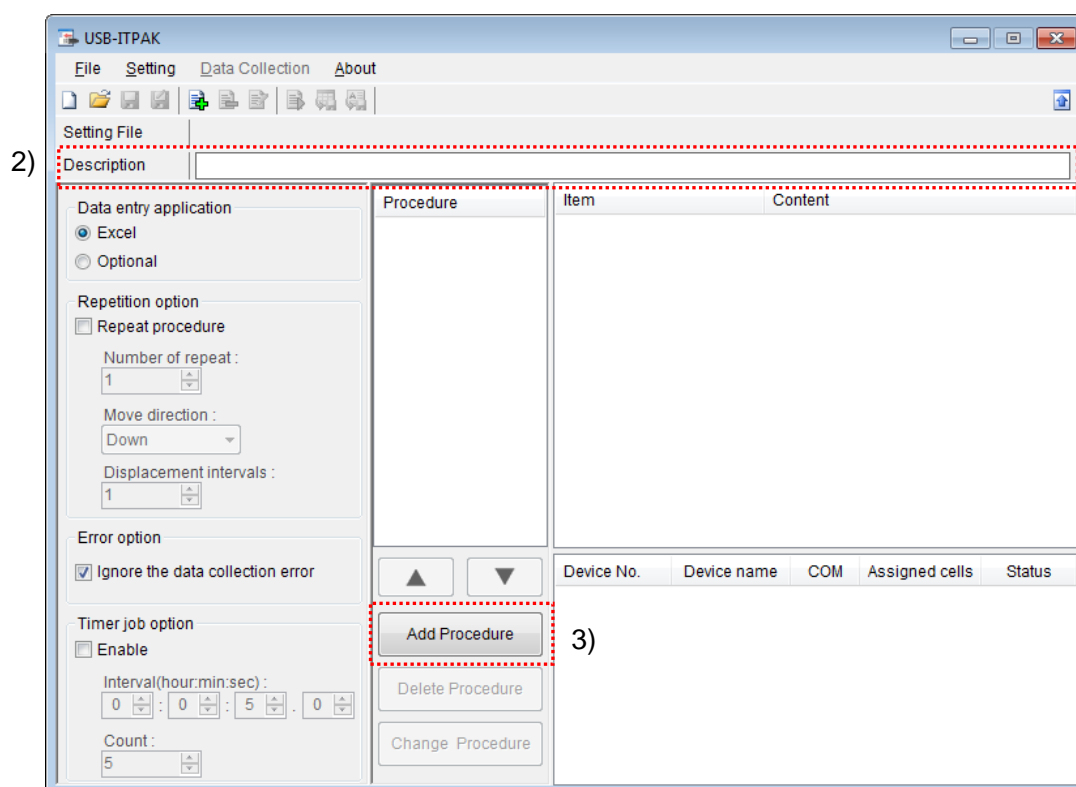 USB-ITPAK
File Setting Data Collection About
Setting File
2)
Description
Data entry application
Excel
Optional
Repetition option
Repeat procedure
Number of repeat :
1
Move direction :
Down
Displacement intervals :
1
Error option
Ignore the data collection error
Timer job option
Enable
Interval(hour:min:sec) :
0 : 0 : 5 . 0
Count :
5
Procedure
Add Procedure
3)
Delete Procedure
Change Procedure
Item Content
Device No. Device name COM Assigned cells Status